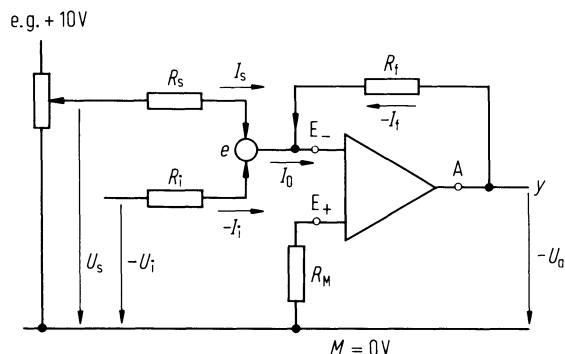 e.g. + 10V
R_s
I_s
R_f
-I_f
e
E_-
I_0
A
y
R_i
-I_i
E_+
U_s
-U_i
R_M
-U_a
M = 0V